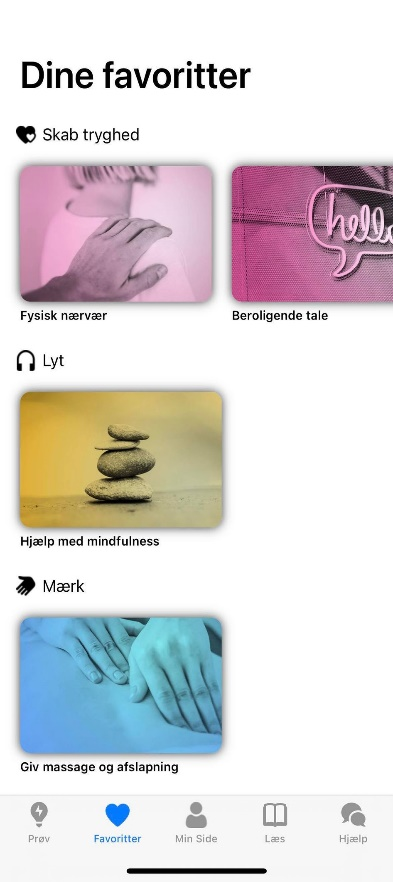 Dine favoritter
Skab tryghed
hello
Fysisk nærvær
Beroligende tale
Lyt
Hjælp med mindfulness
Mærk
Giv massage og afslapning
Prøv
Favoritter
Min Side
Læs
Hjælp